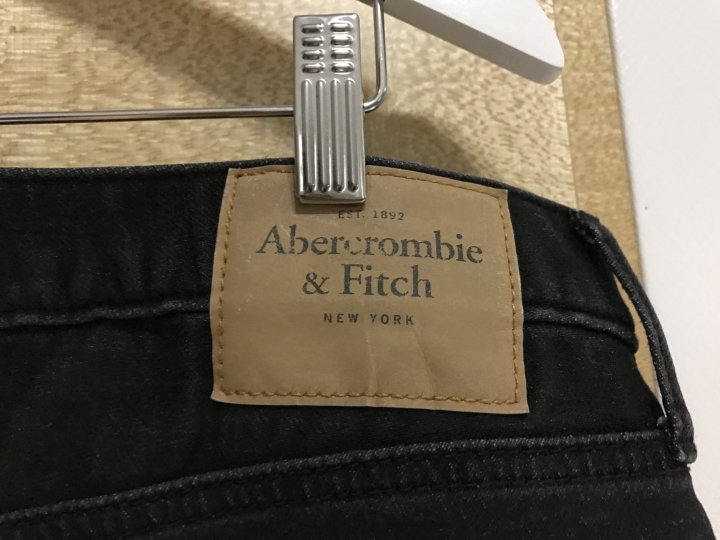 EST. 1892
Abercrombie
& Fitch
NEW YORK